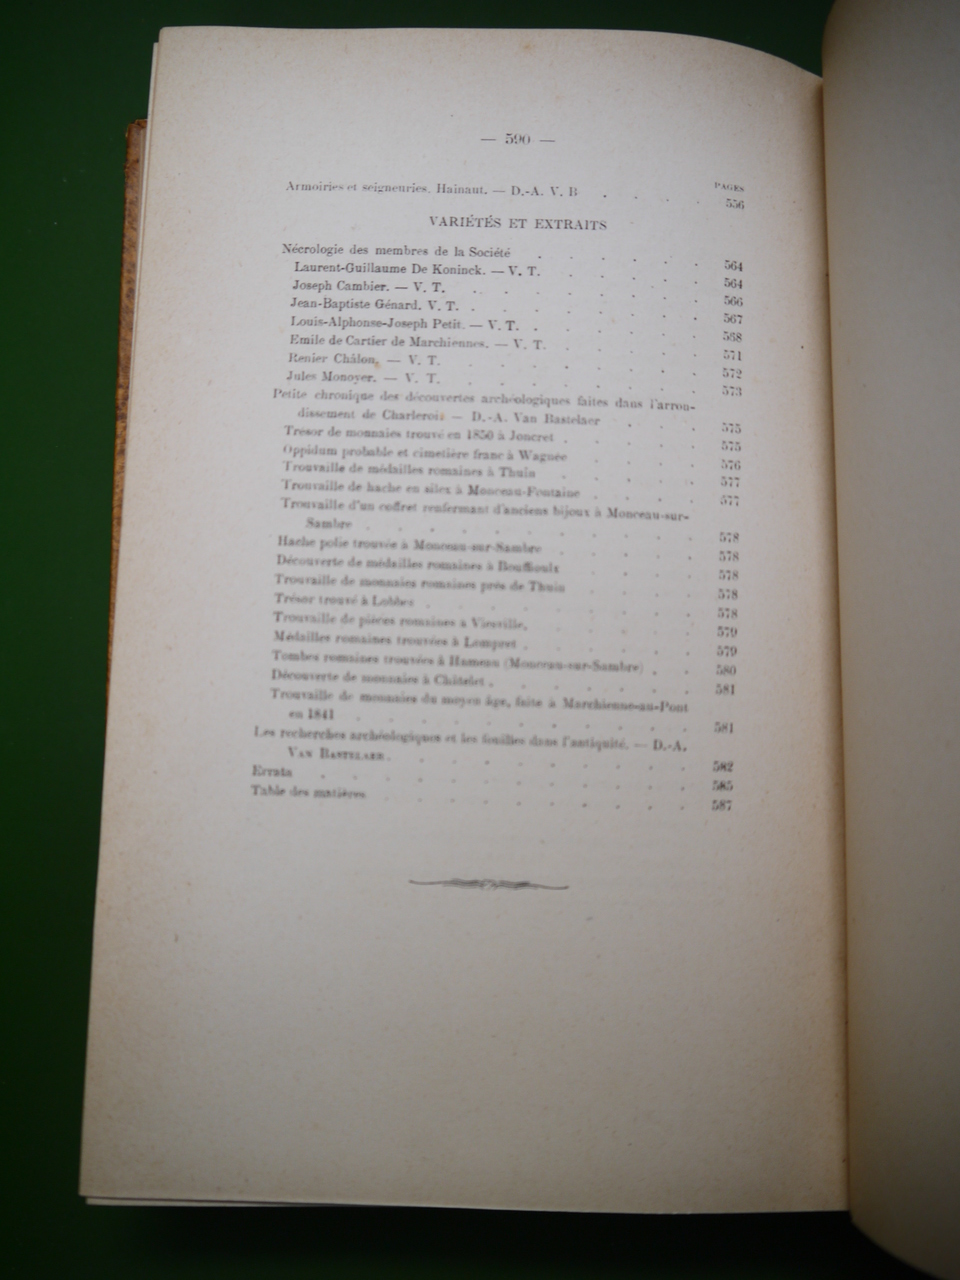 — 590 —
PAGES
Armoiries et seigneuries. Hainaut. — D.-A. V. B . . . . 556
VARIÉTÉS ET EXTRAITS
Nécrologie des membres de la Société . . . . . 564
Laurent-Guillaume De Koninck. — V. T. . . . . . 564
Joseph Cambier. — V. T. . . . . . . . 566
Jean-Baptiste Génard. V. T. . . . . . . . 567
Louis-Alphonse-Joseph Petit. — V. T. . . . . . 568
Emile de Cartier de Marchiennes. — V. T. . . . . . 571
Renier Châlon. — V. T. . . . . . . . 572
Jules Monoyer. — V. T. . . . . . . . 573
Petite chronique des découvertes archéologiques faites dans l'arron-
dissement de Charleroi. — D.-A. Van Bastelaer . . . 575
Trésor de monnaies trouvé en 1850 à Joncret . . . . . 575
Oppidum probable et cimetière franc à Wagnée . . . . 576
Trouvaille de médailles romaines à Thuin . . . . . 577
Trouvaille de hache en silex à Monceau-Fontaine . . . . 577
Trouvaille d'un coffret renfermant d'anciens bijoux à Monceau-sur-
Sambre . . . . . . . . . . 578
Hache polie trouvée à Monceau-sur-Sambre . . . . . 578
Découverte de médailles romaines à Bouffioulx . . . . 578
Trouvaille de monnaies romaines près de Thuin . . . . 578
Trésor trouvé à Lobbes . . . . . . . . 578
Trouvaille de pièces romaines à Viesville, . . . . . 579
Médailles romaines trouvées à Lompret . . . . . . 579
Tombes romaines trouvées à Hameau (Monceau-sur-Sambre) . . 580
Découverte de monnaies à Châtelet . . . . . . . 581
Trouvaille de monnaies du moyen âge, faite à Marchienne-au-Pont
en 1841 . . . . . . . . . . 581
Les recherches archéologiques et les fouilles dans l'antiquité. — D.-A.
VAN BASTELAER . . . . . . . . . . 582
Errata . . . . . . . . . . . 585
Table des matières . . . . . . . . . 587